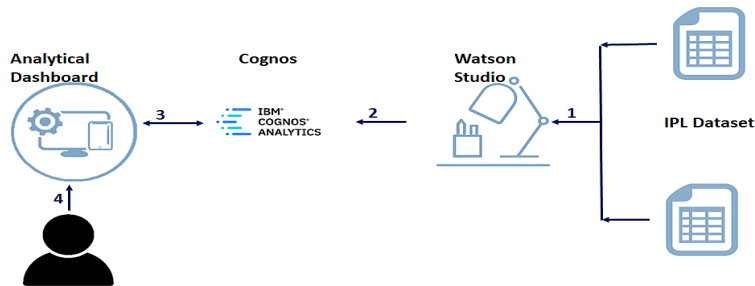 Analytical
Dashboard
Cognos
Watson
Studio
3
IBM®
COGNOS®
ANALYTICS
2
1
IPL Dataset
4